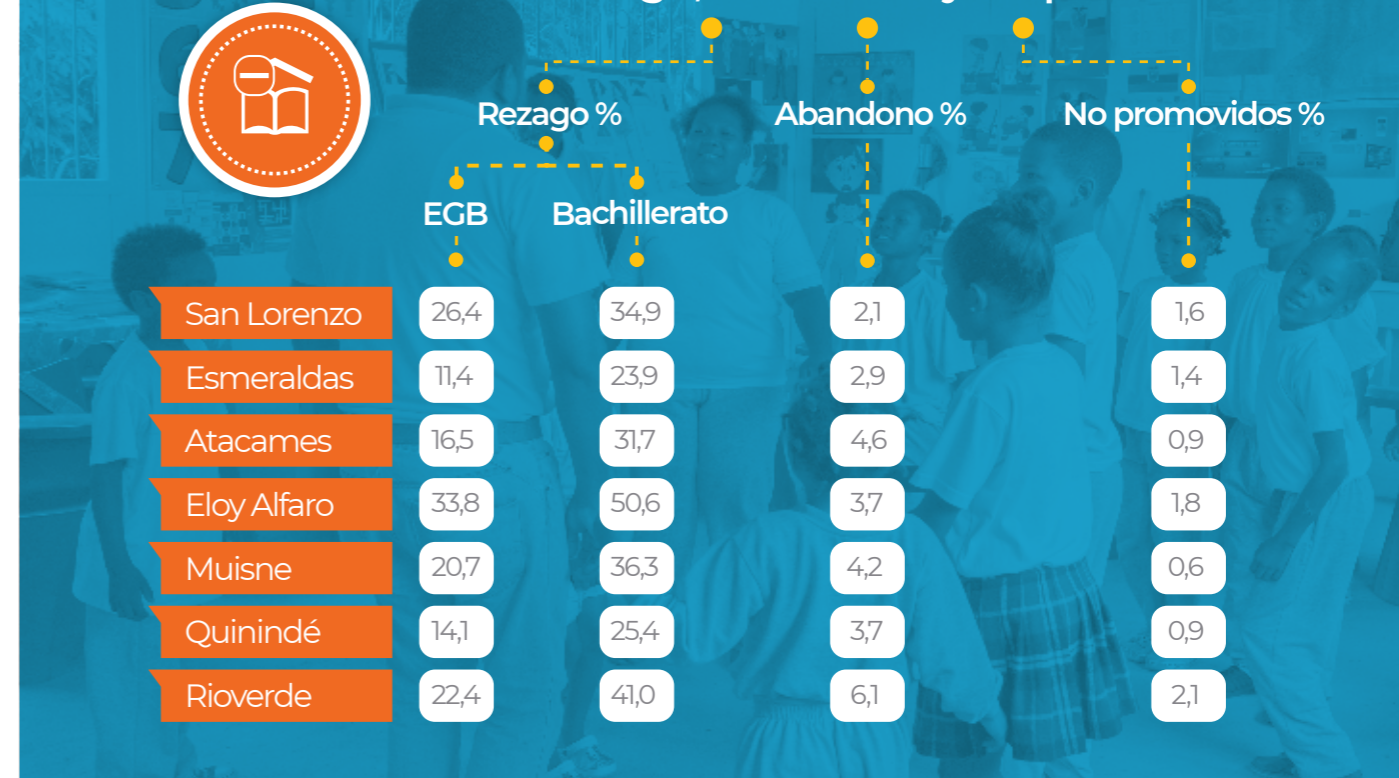 Rezago % Abandono % No promovidos %
EGB Bachillerato
San Lorenzo 26,4 34,9 2,1 1,6
Esmeraldas 11,4 23,9 2,9 1,4
Atacames 16,5 31,7 4,6 0,9
Eloy Alfaro 33,8 50,6 3,7 1,8
Muisne 20,7 36,3 4,2 0,6
Quinindé 14,1 25,4 3,7 0,9
Rioverde 22,4 41,0 6,1 2,1